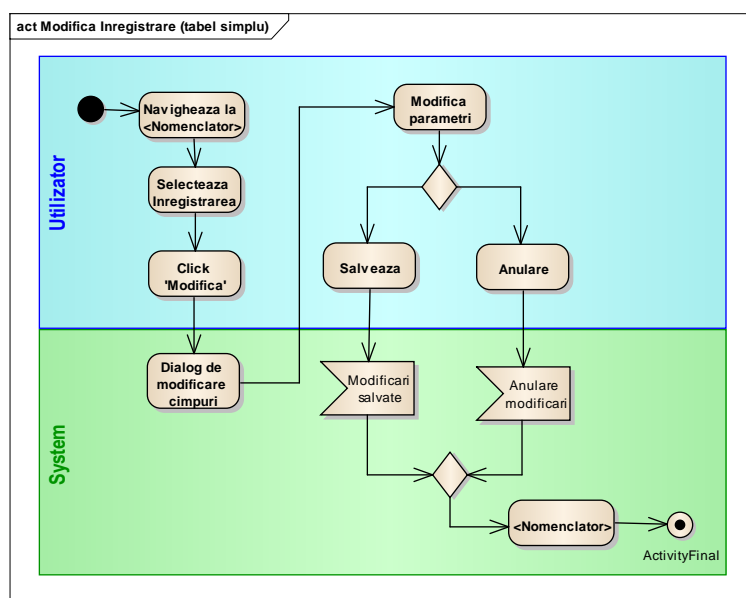 act Modifica Inregistrare (tabel simplu)
Utilizator
Navigheaza la
<Nomenclator>
Selecteaza
Inregistrarea
Click
'Modifica'
Modifica
parametri
Salveaza
Anulare
System
Dialog de
modificare
cimpuri
Modificari
salvate
Anulare
modificari
<Nomenclator>
ActivityFinal